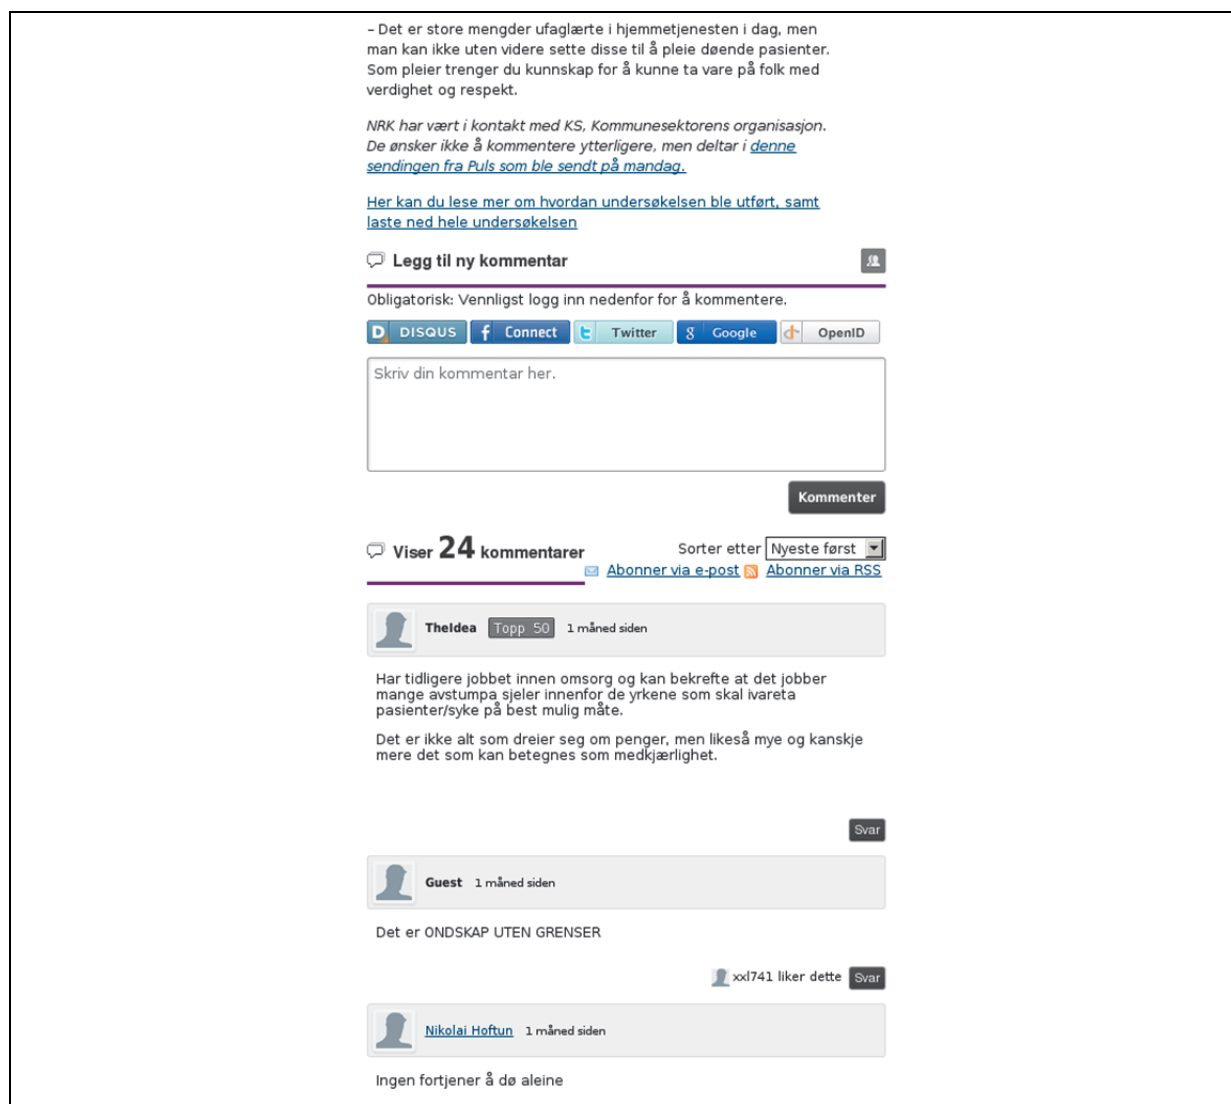 – Det er store mengder ufaglærte i hjemmetjenesten i dag, men
man kan ikke uten videre sette disse til å pleie døende pasienter.
Som pleier trenger du kunnskap for å kunne ta vare på folk med
verdighet og respekt.
NRK har vært i kontakt med KS, Kommunesektorens organisasjon.
De ønsker ikke å kommentere ytterligere, men deltar i denne
sendingen fra Puls som ble sendt på mandag.
Her kan du lese mer om hvordan undersøkelsen ble utført, samt
laste ned hele undersøkelsen
Legg til ny kommentar
Obligatorisk: Vennligst logg inn nedenfor for å kommentere.
D DISQUS f Connect t Twitter g Google OpenID
Skriv din kommentar her.
Kommenter
Viser 24 kommentarer
Sorter etter Nyeste først
Abonner via e-post Abonner via RSS
TheIdea Topp 50 1 måned siden
Har tidligere jobbet innen omsorg og kan bekrefte at det jobber
mange avstumpa sjeler innenfor de yrkene som skal ivareta
pasienter/syke på best mulig måte.
Det er ikke alt som dreier seg om penger, men likeså mye og kanskje
mere det som kan betegnes som medkjærlighet.
Svar
Guest 1 måned siden
Det er ONDSKAP UTEN GRENSER
xxl741 liker dette Svar
Nikolai Hoftun 1 måned siden
Ingen fortjener å dø aleine